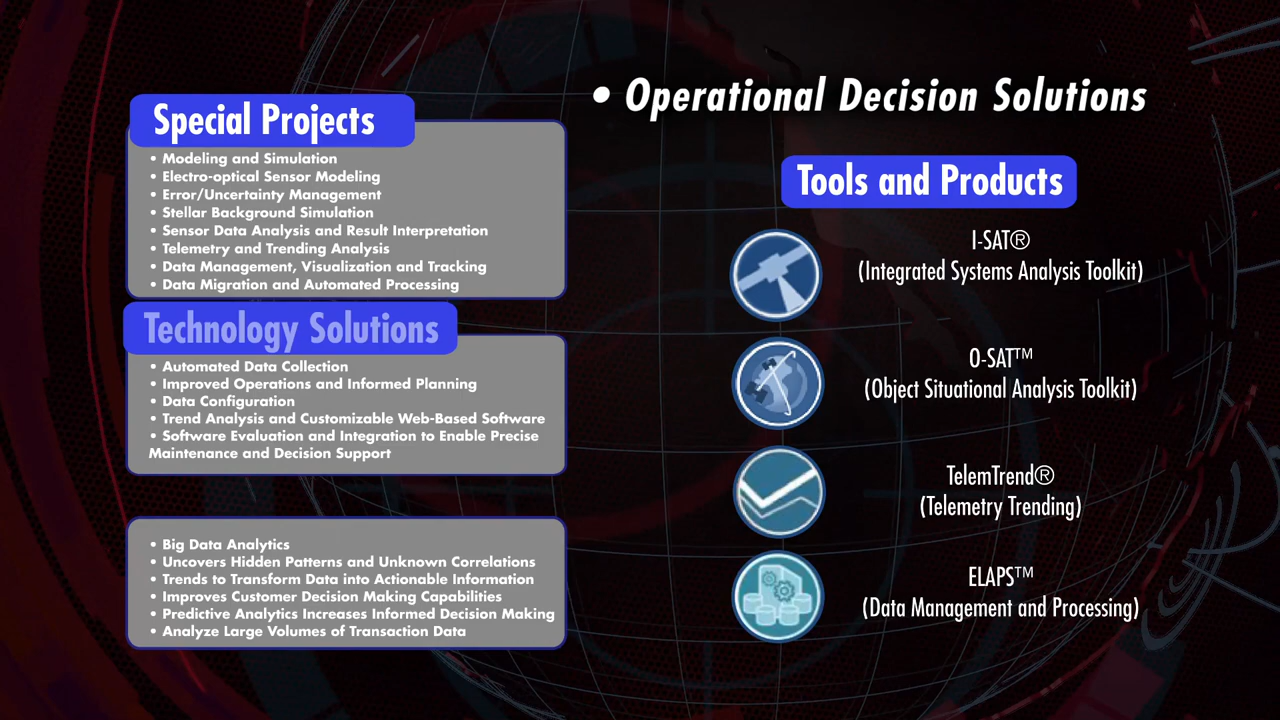 Special Projects
• Modeling and Simulation
• Electro-optical Sensor Modeling
• Error/Uncertainty Management
• Stellar Background Simulation
• Sensor Data Analysis and Result Interpretation
• Telemetry and Trending Analysis
• Data Management, Visualization and Tracking
• Data Migration and Automated Processing
Technology Solutions
• Automated Data Collection
• Improved Operations and Informed Planning
• Data Configuration
• Trend Analysis and Customizable Web-Based Software
• Software Evaluation and Integration to Enable Precise
Maintenance and Decision Support
• Big Data Analytics
• Uncovers Hidden Patterns and Unknown Correlations
• Trends to Transform Data into Actionable Information
• Improves Customer Decision Making Capabilities
• Predictive Analytics Increases Informed Decision Making
• Analyze Large Volumes of Transaction Data
• Operational Decision Solutions
Tools and Products
I-SAT®
(Integrated Systems Analysis Toolkit)
O-SAT™
(Object Situational Analysis Toolkit)
TelemTrend®
(Telemetry Trending)
ELAPS™
(Data Management and Processing)